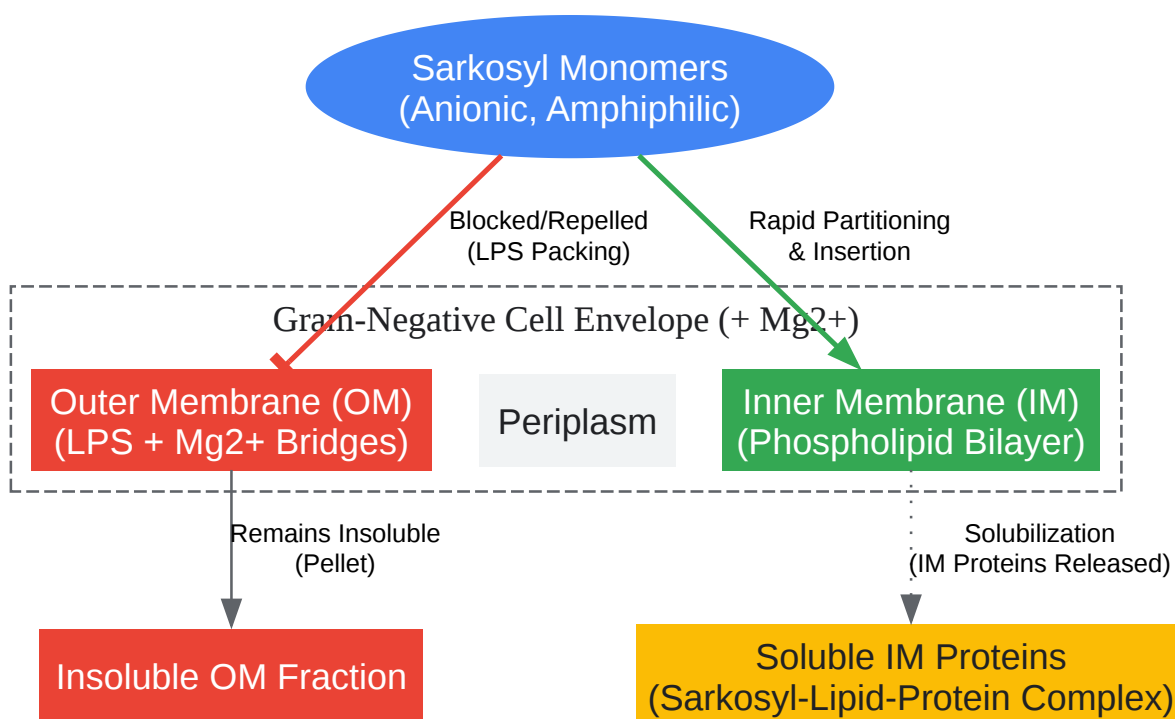 Sarkosyl Monomers
(Anionic, Amphiphilic)
Blocked/Repelled
(LPS Packing)
Rapid Partitioning
& Insertion
Gram-Negative Cell Envelope (+ Mg2+)
Outer Membrane (OM)
(LPS + Mg2+ Bridges)
Periplasm
Inner Membrane (IM)
(Phospholipid Bilayer)
Remains Insoluble
(Pellet)
Solubilization
(IM Proteins Released)
Insoluble OM Fraction
Soluble IM Proteins
(Sarkosyl-Lipid-Protein Complex)